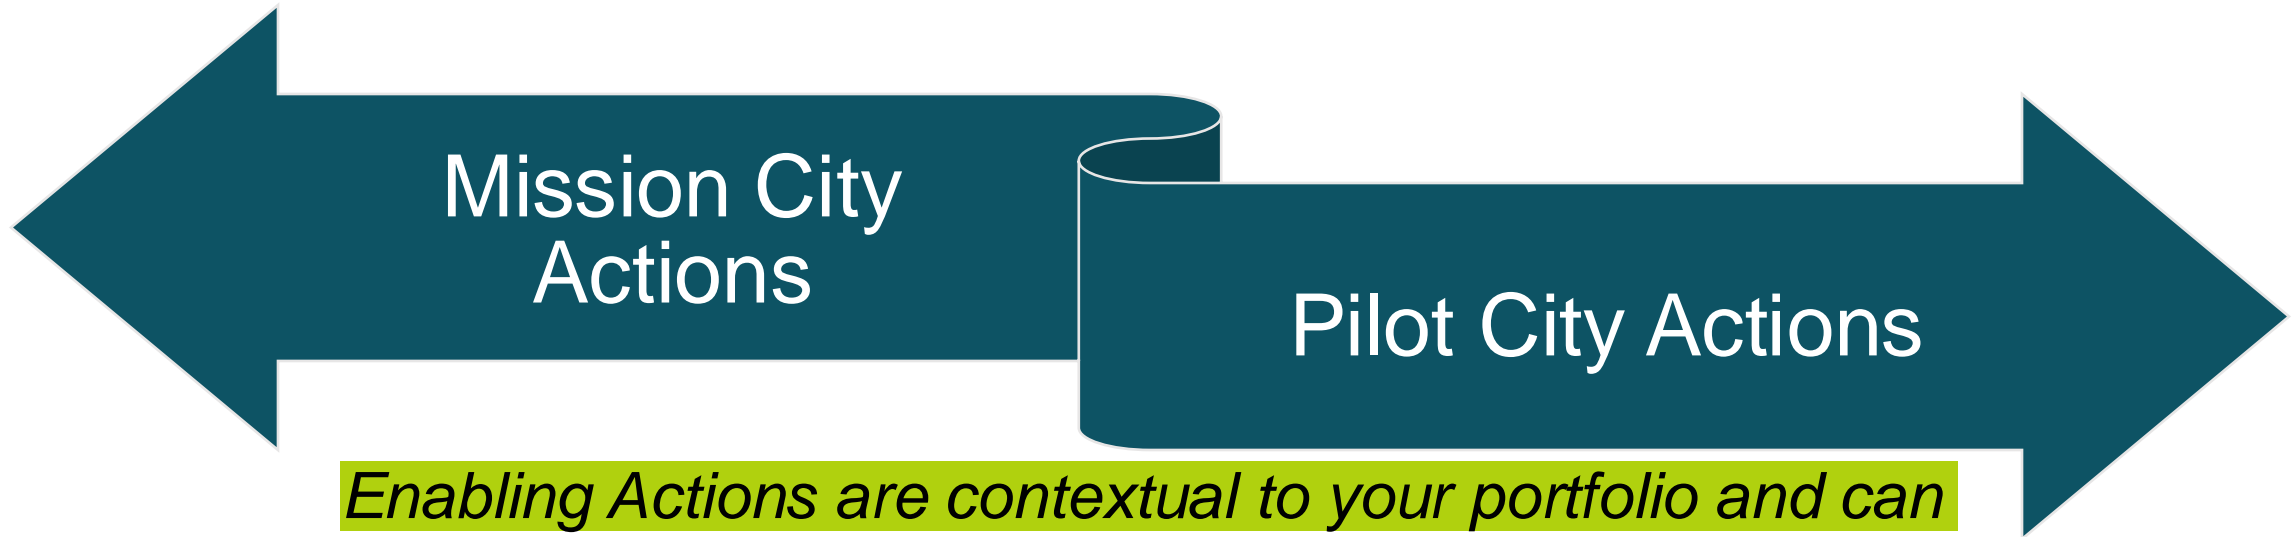 Mission City
Actions
Pilot City Actions
Enabling Actions are contextual to your portfolio and can